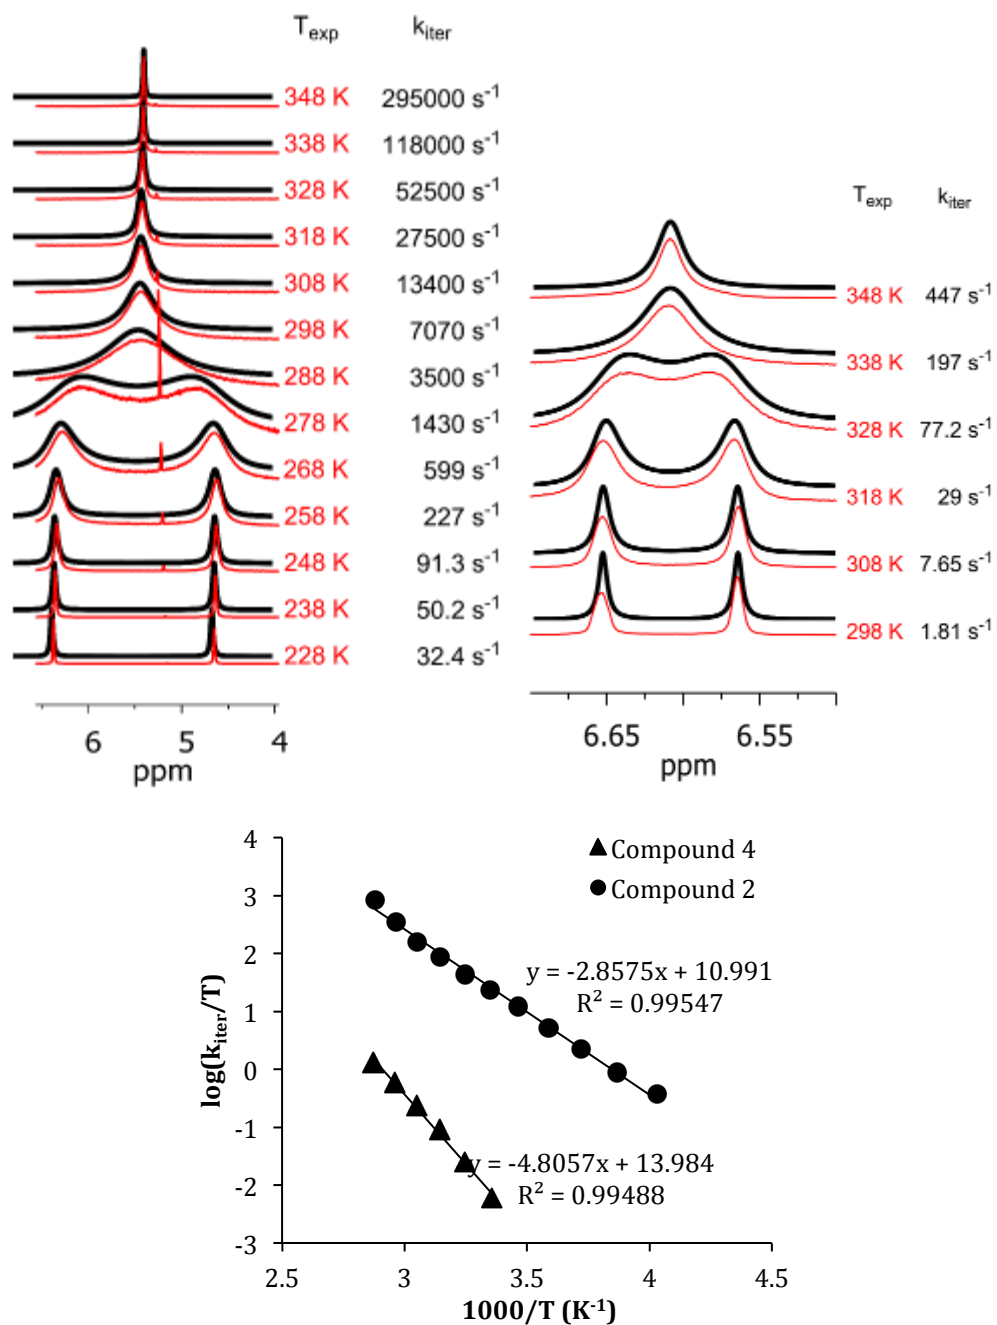 T_exp k_iter
348 K 295000 s⁻¹
338 K 118000 s⁻¹
328 K 52500 s⁻¹
318 K 27500 s⁻¹
308 K 13400 s⁻¹
298 K 7070 s⁻¹
288 K 3500 s⁻¹
278 K 1430 s⁻¹
268 K 599 s⁻¹
258 K 227 s⁻¹
248 K 91.3 s⁻¹
238 K 50.2 s⁻¹
228 K 32.4 s⁻¹
6 5 4
ppm
T_exp k_iter
348 K 447 s⁻¹
338 K 197 s⁻¹
328 K 77.2 s⁻¹
318 K 29 s⁻¹
308 K 7.65 s⁻¹
298 K 1.81 s⁻¹
6.65 6.55
ppm
4
3
2
1
0
-1
-2
-3
log(k_iter/T)
Compound 4
Compound 2
y = -2.8575x + 10.991
R² = 0.99547
y = -4.8057x + 13.984
R² = 0.99488
2.5 3 3.5 4 4.5
1000/T (K⁻¹)